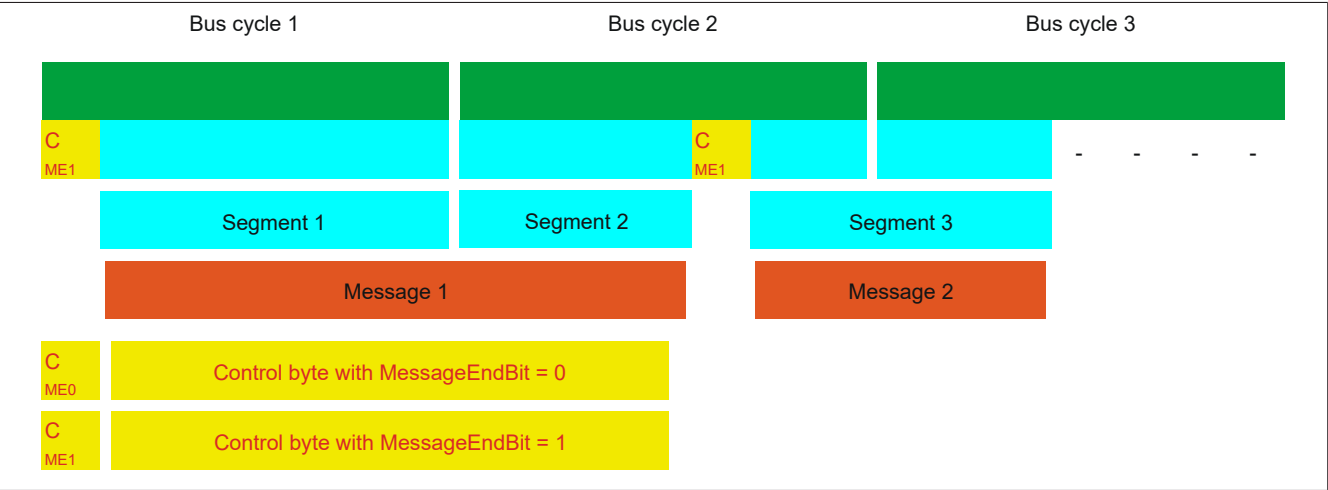 Bus cycle 1
Bus cycle 2
Bus cycle 3
C
ME1
C
ME1
- - - -
Segment 1
Segment 2
Segment 3
Message 1
Message 2
C
ME0
Control byte with MessageEndBit = 0
C
ME1
Control byte with MessageEndBit = 1